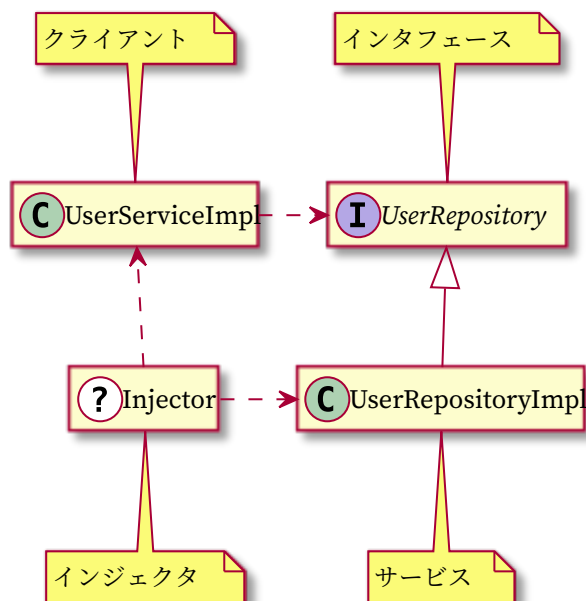 クライアント
インタフェース
C UserServiceImpl
I UserRepository
? Injector
C UserRepositoryImpl
インジェクタ
サービス